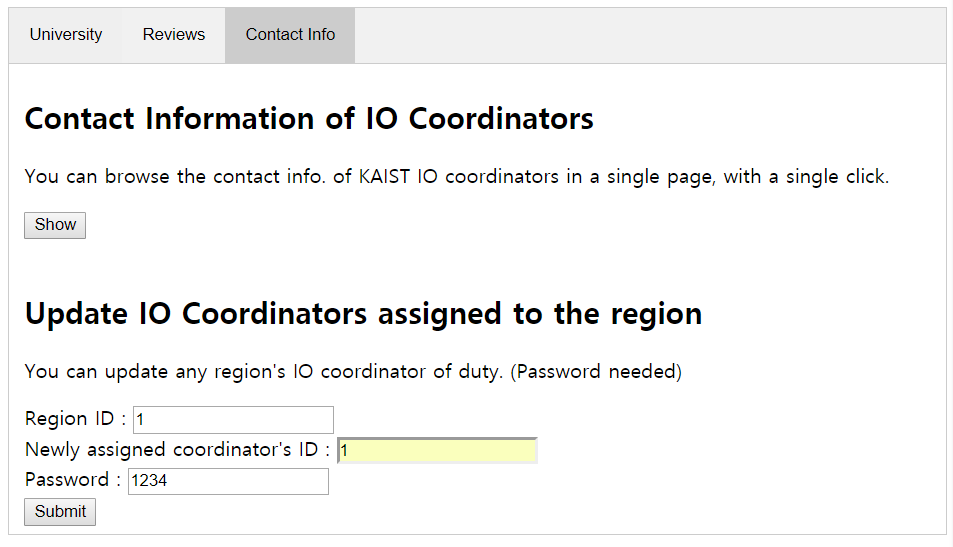 University Reviews Contact Info
Contact Information of IO Coordinators
You can browse the contact info. of KAIST IO coordinators in a single page, with a single click.
Show
Update IO Coordinators assigned to the region
You can update any region's IO coordinator of duty. (Password needed)
Region ID : 1
Newly assigned coordinator's ID : 1
Password : 1234
Submit